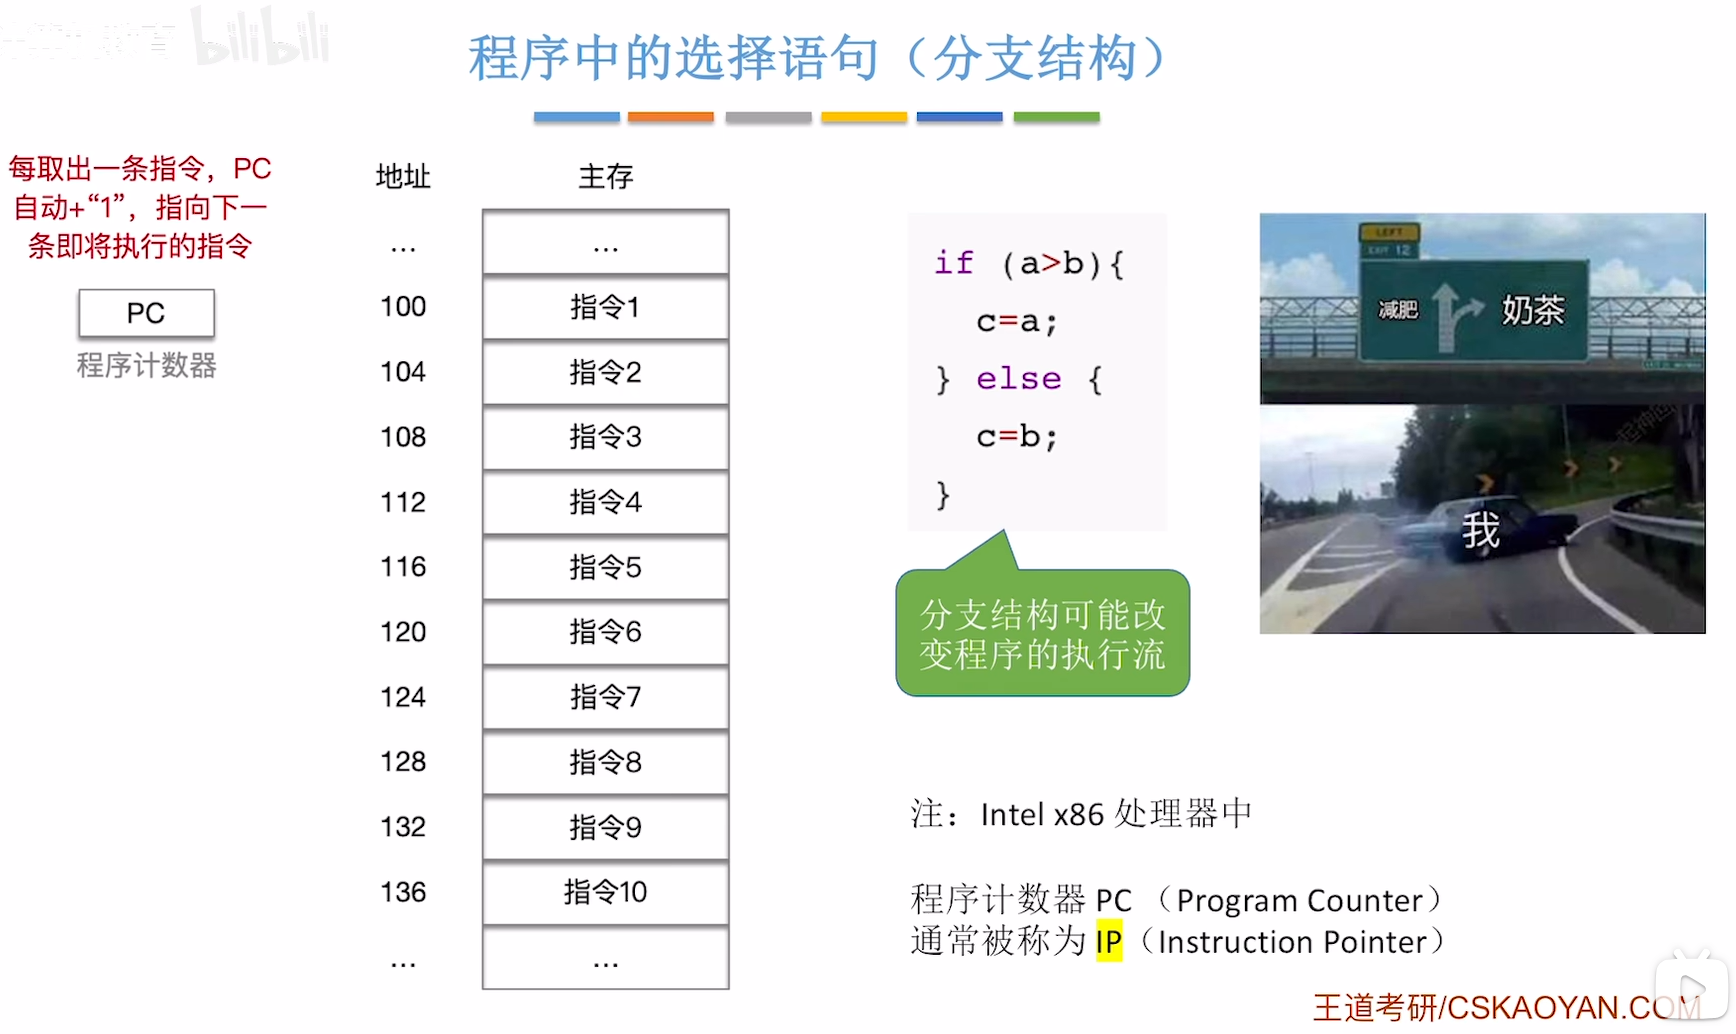 bilibili
程序中的选择语句（分支结构）
每取出一条指令，PC
自动+“1”，指向下一
条即将执行的指令
PC
程序计数器
地址 主存
... ...
100 指令1
104 指令2
108 指令3
112 指令4
116 指令5
120 指令6
124 指令7
128 指令8
132 指令9
136 指令10
... ...
if (a>b){
c=a;
} else {
c=b;
}
分支结构可能改
变程序的执行流
LEFT
EXIT 12
减肥 奶茶
我
注：Intel x86 处理器中
程序计数器 PC （Program Counter）
通常被称为 IP（Instruction Pointer）
王道考研/CSKAOYAN.COM